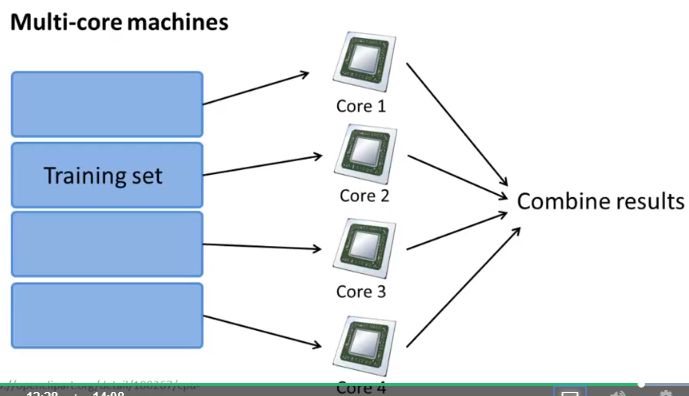 Multi-core machines
Core 1
Training set
Core 2
Combine results
Core 3
Core 4